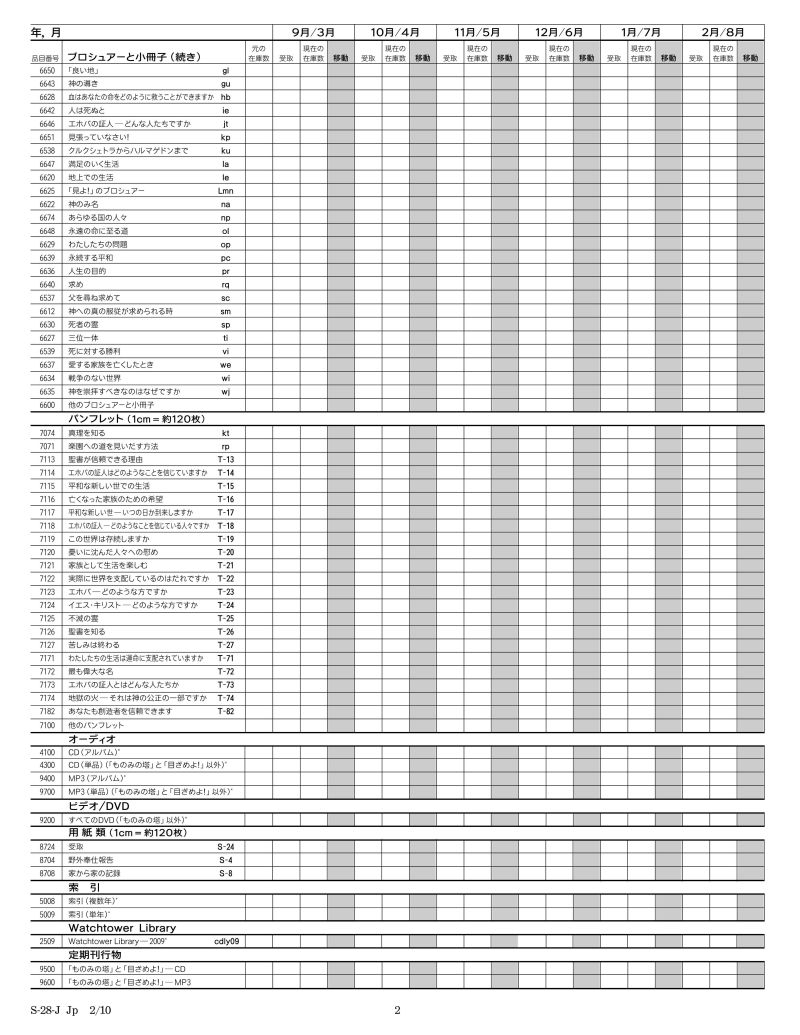 年, 月 9月/3月 10月/4月 11月/5月 12月/6月 1月/7月 2月/8月
品目番号 ブロシュアーと小冊子 (続き) 元の在庫数 受取 現在の在庫数 移動 受取 現在の在庫数 移動 受取 現在の在庫数 移動 受取 現在の在庫数 移動 受取 現在の在庫数 移動 受取 現在の在庫数 移動
6650 「良い地」 gl
6643 神の導き gu
6628 血はあなたの命をどのように救うことができますか hb
6642 人は死ぬと ie
6646 エホバの証人 ― どんな人たちですか jt
6651 見張っていなさい! kp
6538 クルクシェトラからハルマゲドンまで ku
6647 満足のいく生活 la
6620 地上での生活 le
6625 「見よ!」のブロシュアー Lmn
6622 神のみ名 na
6674 あらゆる国の人々 np
6648 永遠の命に至る道 ol
6629 わたしたちの問題 op
6639 永続する平和 pc
6636 人生の目的 pr
6640 求め rq
6537 父を尋ね求めて sc
6612 神への真の服従が求められる時 sm
6630 死者の霊 sp
6627 三位一体 ti
6539 死に対する勝利 vi
6637 愛する家族を亡くしたとき we
6634 戦争のない世界 wi
6635 神を崇拝すべきなのはなぜですか wj
6600 他のブロシュアーと小冊子
パンフレット (1cm = 約120枚)
7074 真理を知る kt
7071 楽園への道を見いだす方法 rp
7113 聖書が信頼できる理由 T-13
7114 エホバの証人はどのようなことを信じていますか T-14
7115 平和な新しい世での生活 T-15
7116 亡くなった家族のための希望 T-16
7117 平和な新しい世 ― いつの日か到来しますか T-17
7118 エホバの証人 ― どのようなことを信じている人々ですか T-18
7119 この世界は存続しますか T-19
7120 憂いに沈んだ人々への慰め T-20
7121 家族として生活を楽しむ T-21
7122 実際に世界を支配しているのはだれですか T-22
7123 エホバ ― どのような方ですか T-23
7124 イエス・キリスト ― どのような方ですか T-24
7125 不滅の霊 T-25
7126 聖書を知る T-26
7127 苦しみは終わる T-27
7171 わたしたちの生活は運命に支配されていますか T-71
7172 最も偉大な名 T-72
7173 エホバの証人とはどんな人たちか T-73
7174 地獄の火 ― それは神の公正の一部ですか T-74
7182 あなたも創造者を信頼できます T-82
7100 他のパンフレット
オーディオ
4100 CD (アルバム)*
4300 CD (単品) (「ものみの塔」と「目ざめよ!」以外)*
9400 MP3 (アルバム)*
9700 MP3 (単品) (「ものみの塔」と「目ざめよ!」以外)*
ビデオ/DVD
9200 すべてのDVD (「ものみの塔」以外)*
用 紙 類 (1cm = 約120枚)
8724 受取 S-24
8704 野外奉仕報告 S-4
8708 家から家の記録 S-8
索 引
5008 索引 (複数年)*
5009 索引 (単年)*
Watchtower Library
2509 Watchtower Library ― 2009* cdly09
定期刊行物
9500 「ものみの塔」と「目ざめよ!」― CD
9600 「ものみの塔」と「目ざめよ!」― MP3
S-28-J Jp 2/10 2